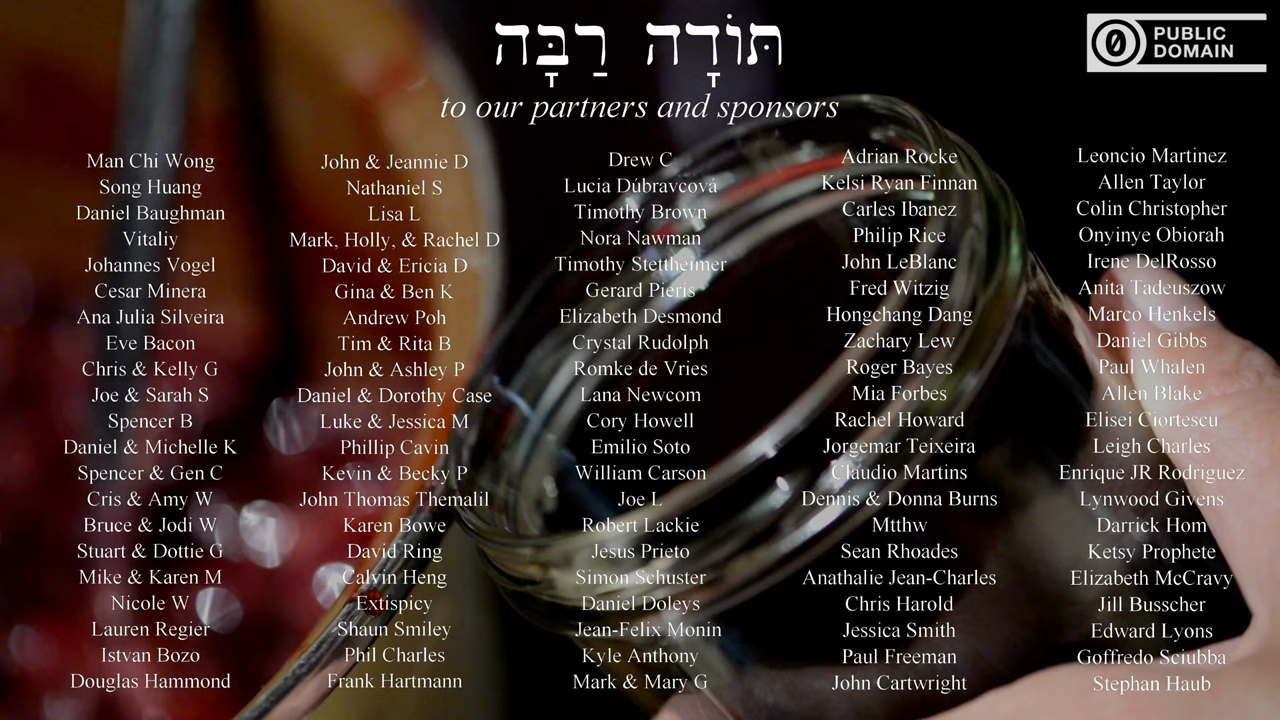 תּוֹדָה רַבָּה
to our partners and sponsors
PUBLIC
DOMAIN
Man Chi Wong
Song Huang
Daniel Baughman
Vitaliy
Johannes Vogel
Cesar Minera
Ana Julia Silveira
Eve Bacon
Chris & Kelly G
Joe & Sarah S
Spencer B
Daniel & Michelle K
Spencer & Gen C
Cris & Amy W
Bruce & Jodi W
Stuart & Dottie G
Mike & Karen M
Nicole W
Lauren Regier
Istvan Bozo
Douglas Hammond
John & Jeannie D
Nathaniel S
Lisa L
Mark, Holly, & Rachel D
David & Ericia D
Gina & Ben K
Andrew Poh
Tim & Rita B
John & Ashley P
Daniel & Dorothy Case
Luke & Jessica M
Phillip Cavin
Kevin & Becky P
John Thomas Themalil
Karen Bowe
David Ring
Calvin Heng
Extispicy
Shaun Smiley
Phil Charles
Frank Hartmann
Drew C
Lucia Dúbravcová
Timothy Brown
Nora Nawman
Timothy Stettheimer
Gerard Pieris
Elizabeth Desmond
Crystal Rudolph
Romke de Vries
Lana Newcom
Cory Howell
Emilio Soto
William Carson
Joe L
Robert Lackie
Jesus Prieto
Simon Schuster
Daniel Doleys
Jean-Felix Monin
Kyle Anthony
Mark & Mary G
Adrian Rocke
Kelsi Ryan Finnan
Carles Ibanez
Philip Rice
John LeBlanc
Fred Witzig
Hongchang Dang
Zachary Lew
Roger Bayes
Mia Forbes
Rachel Howard
Jorgemar Teixeira
Claudio Martins
Dennis & Donna Burns
Mtthw
Sean Rhoades
Anathalie Jean-Charles
Chris Harold
Jessica Smith
Paul Freeman
John Cartwright
Leoncio Martinez
Allen Taylor
Colin Christopher
Onyinye Obiorah
Irene DelRosso
Anita Tadeuszow
Marco Henkels
Daniel Gibbs
Paul Whalen
Allen Blake
Elisei Ciortescu
Leigh Charles
Enrique JR Rodriguez
Lynwood Givens
Darrick Hom
Ketsy Prophete
Elizabeth McCravy
Jill Busscher
Edward Lyons
Goffredo Sciubba
Stephan Haub